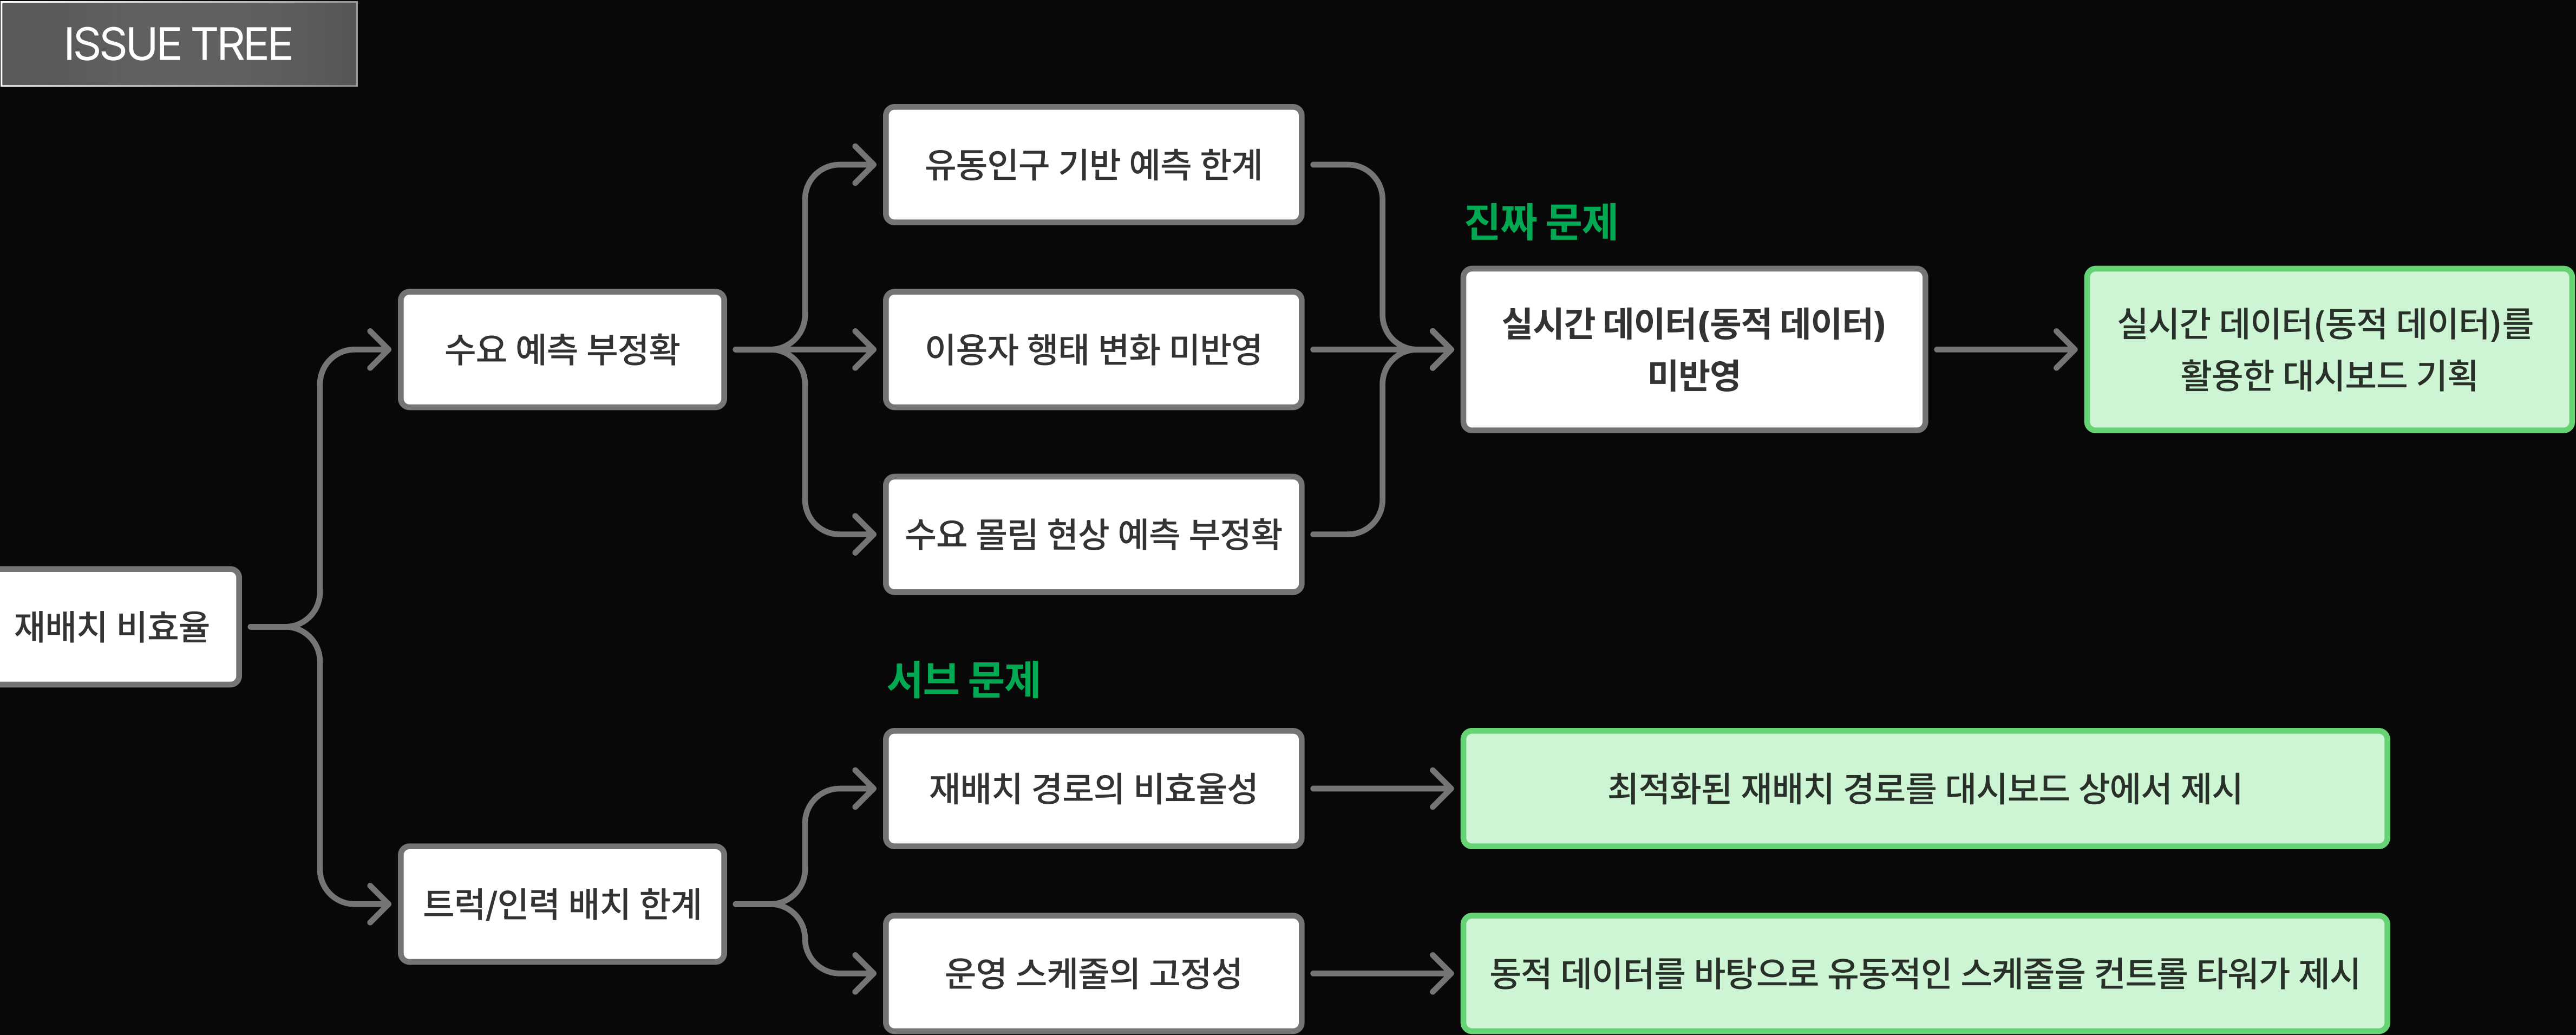 ISSUE TREE
유동인구 기반 예측 한계
진짜 문제
수요 예측 부정확
이용자 행태 변화 미반영
실시간 데이터(동적 데이터)
미반영
실시간 데이터(동적 데이터)를
활용한 대시보드 기획
수요 몰림 현상 예측 부정확
재배치 비효율
서브 문제
재배치 경로의 비효율성
최적화된 재배치 경로를 대시보드 상에서 제시
트럭/인력 배치 한계
운영 스케줄의 고정성
동적 데이터를 바탕으로 유동적인 스케줄을 컨트롤 타워가 제시